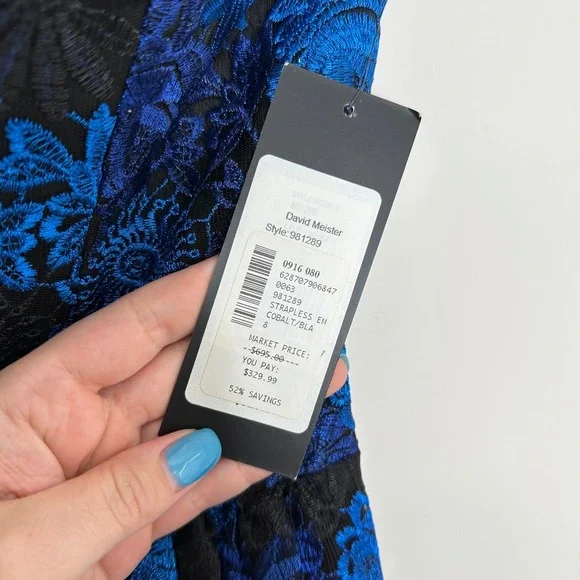 David Meister
Style: 981289
0916 080
628707906847
0063
981289
STRAPLESS EM
COBALT/BLA
8
MARKET PRICE: 7
--$695.00---
YOU PAY:
$329.99
52% SAVINGS